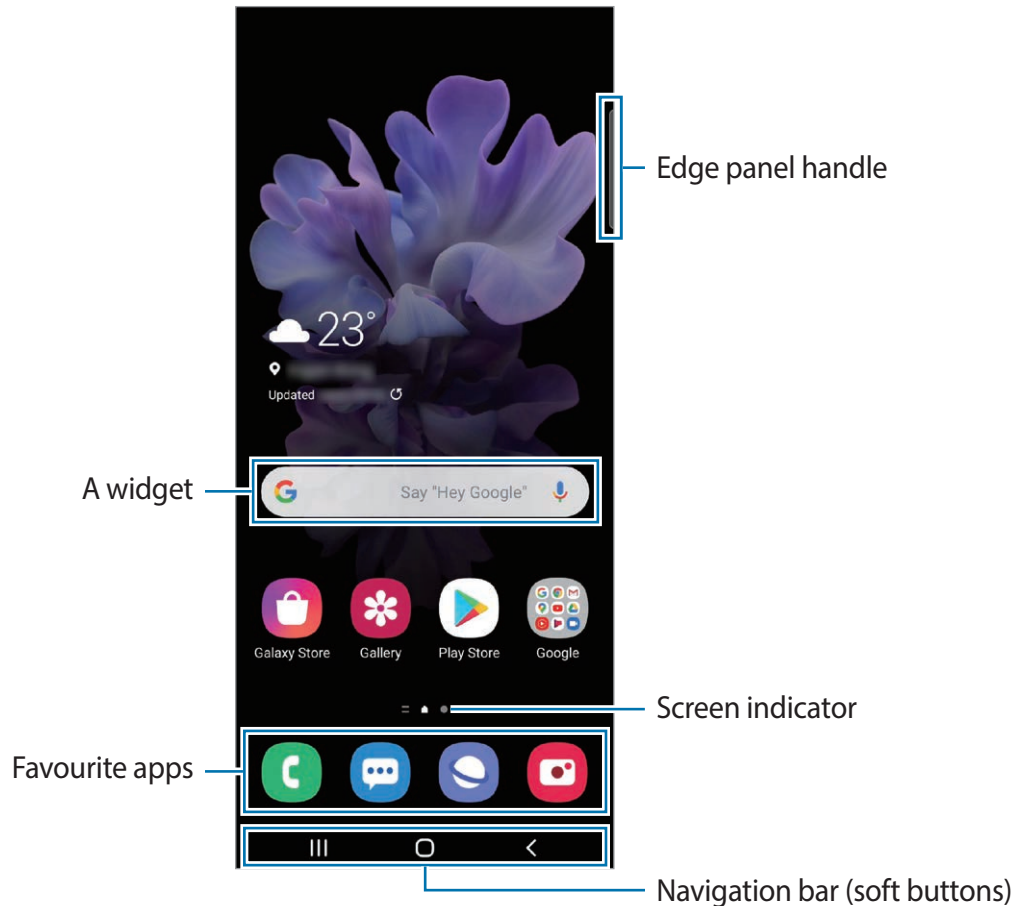 Edge panel handle
23°
Updated
A widget
Say "Hey Google"
Galaxy Store
Gallery
Play Store
Google
Screen indicator
Favourite apps
Navigation bar (soft buttons)